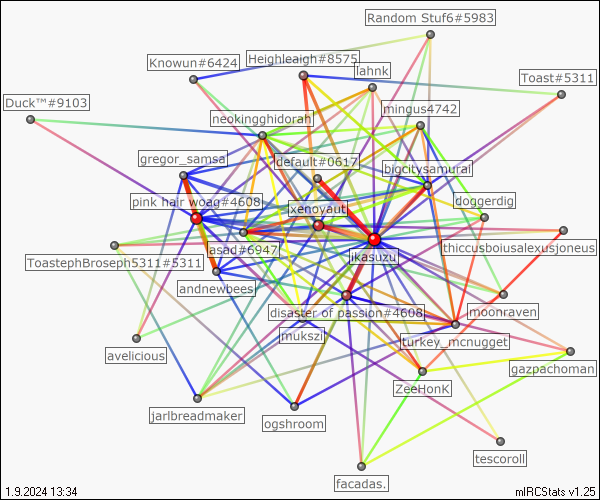 Random Stuf6#5983
Knowun#6424
Heighleaigh#8575
lahnk
Toast#5311
Duck™#9103
neokingghidorah
mingus4742
gregor_samsa
default#0617
bigcitysamurai
pink hair woag#4608
xenoyaut
doggerdig
asad#6947
ikasuzu
thiccusboiusalexusjoneus
ToastephBroseph5311#5311
andnewbees
disaster of passion#4608
moonraven
mukszi
turkey_mcnugget
avelicious
gazpachoman
ZeeHonK
jarlbreadmaker
ogshroom
tescoroll
facadas.
1.9.2024 13:34
mIRCStats v1.25